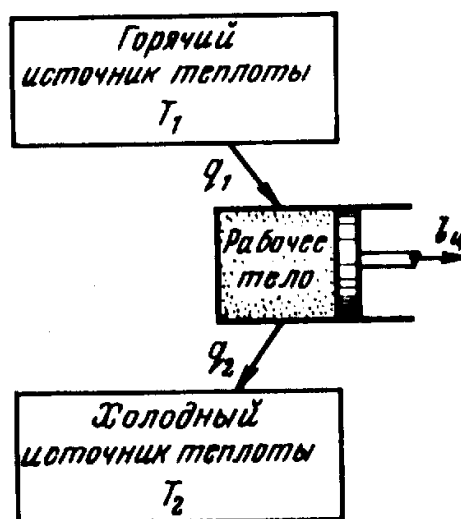 Горячий
источник теплоты
T₁
q₁
Рабочее
тело
lц
q₂
Холодный
источник теплоты
T₂